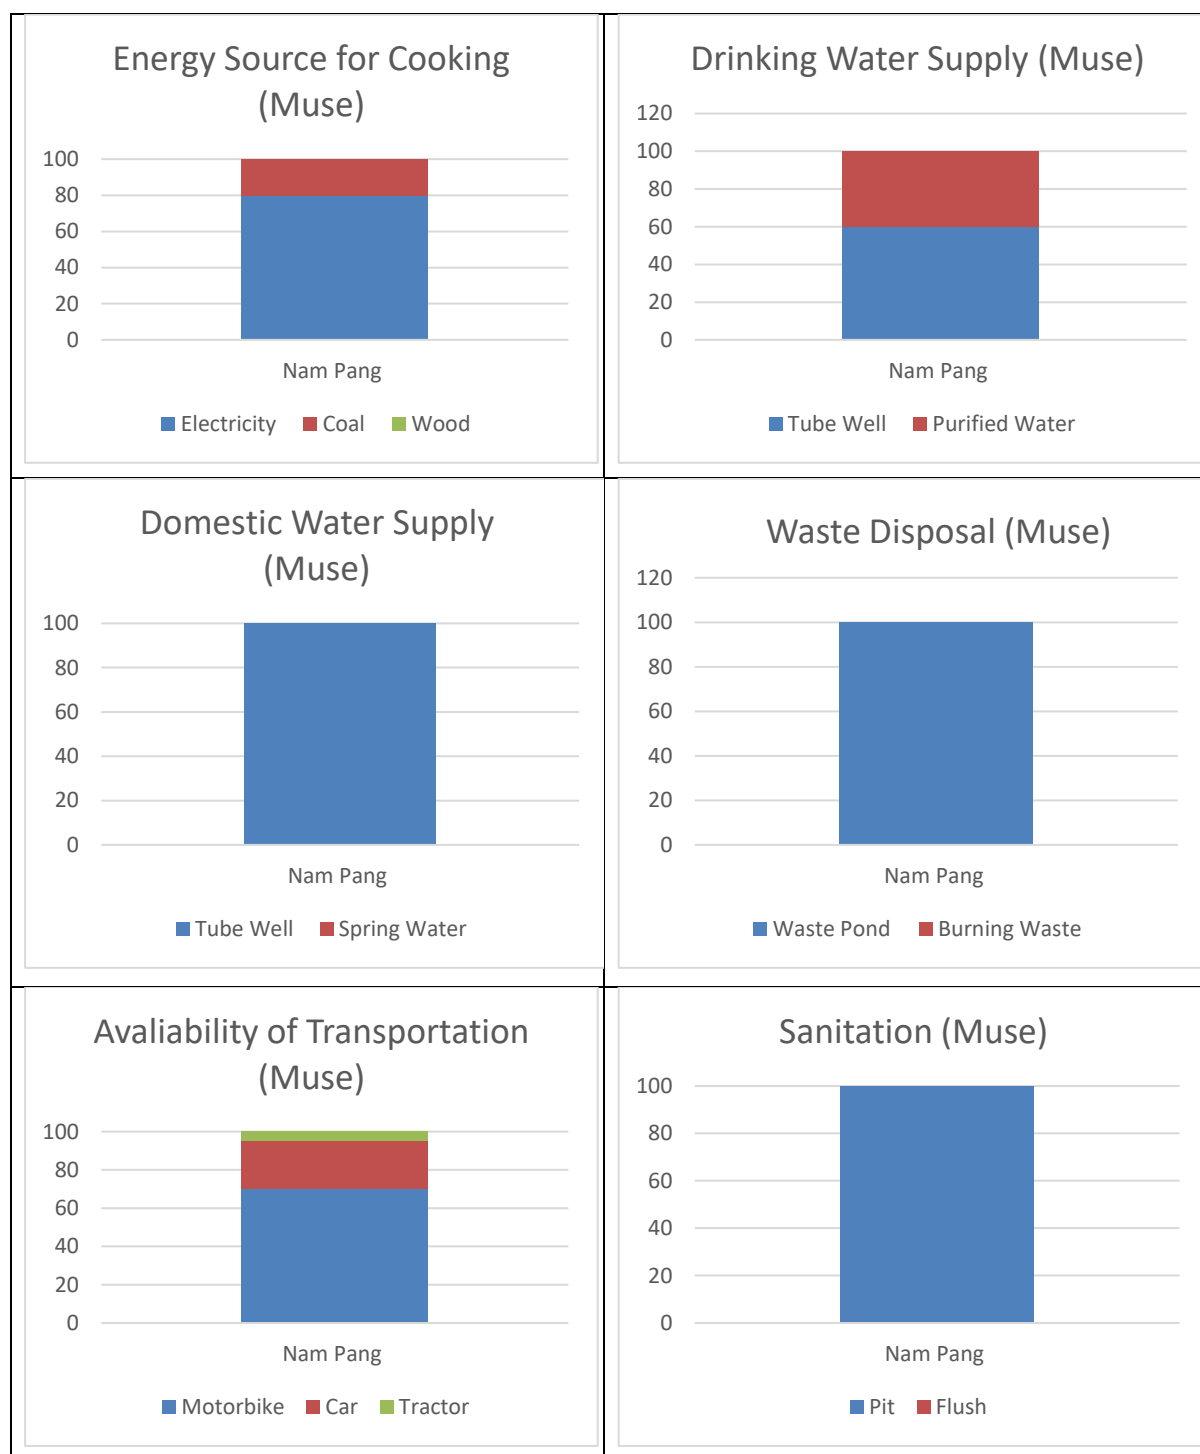 Energy Source for Cooking
(Muse)
100
80
60
40
20
0
Nam Pang
Electricity Coal Wood
Drinking Water Supply (Muse)
120
100
80
60
40
20
0
Nam Pang
Tube Well Purified Water
Domestic Water Supply
(Muse)
100
80
60
40
20
0
Nam Pang
Tube Well Spring Water
Waste Disposal (Muse)
120
100
80
60
40
20
0
Nam Pang
Waste Pond Burning Waste
Avaliability of Transportation
(Muse)
100
80
60
40
20
0
Nam Pang
Motorbike Car Tractor
Sanitation (Muse)
100
80
60
40
20
0
Nam Pang
Pit Flush